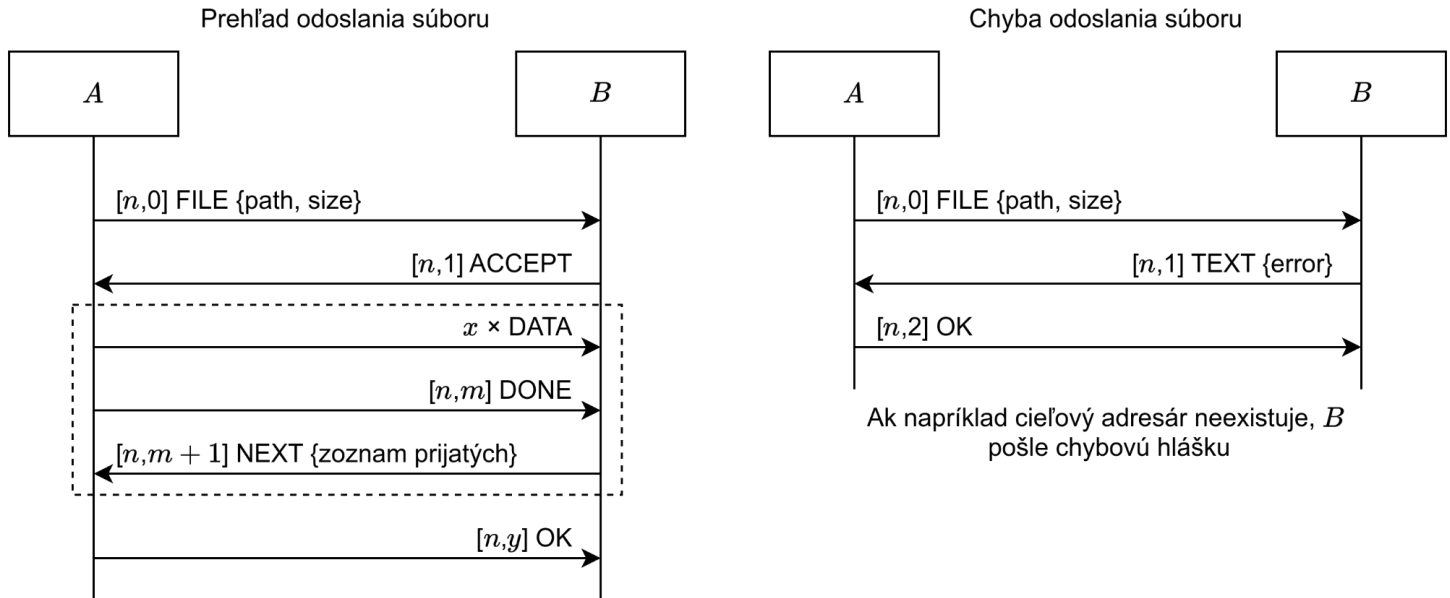 Prehľad odoslania súboru
A
B
[n,0] FILE {path, size}
[n,1] ACCEPT
x × DATA
[n,m] DONE
[n,m + 1] NEXT {zoznam prijatých}
[n,y] OK
Chyba odoslania súboru
A
B
[n,0] FILE {path, size}
[n,1] TEXT {error}
[n,2] OK
Ak napríklad cieľový adresár neexistuje, B
pošle chybovú hlášku